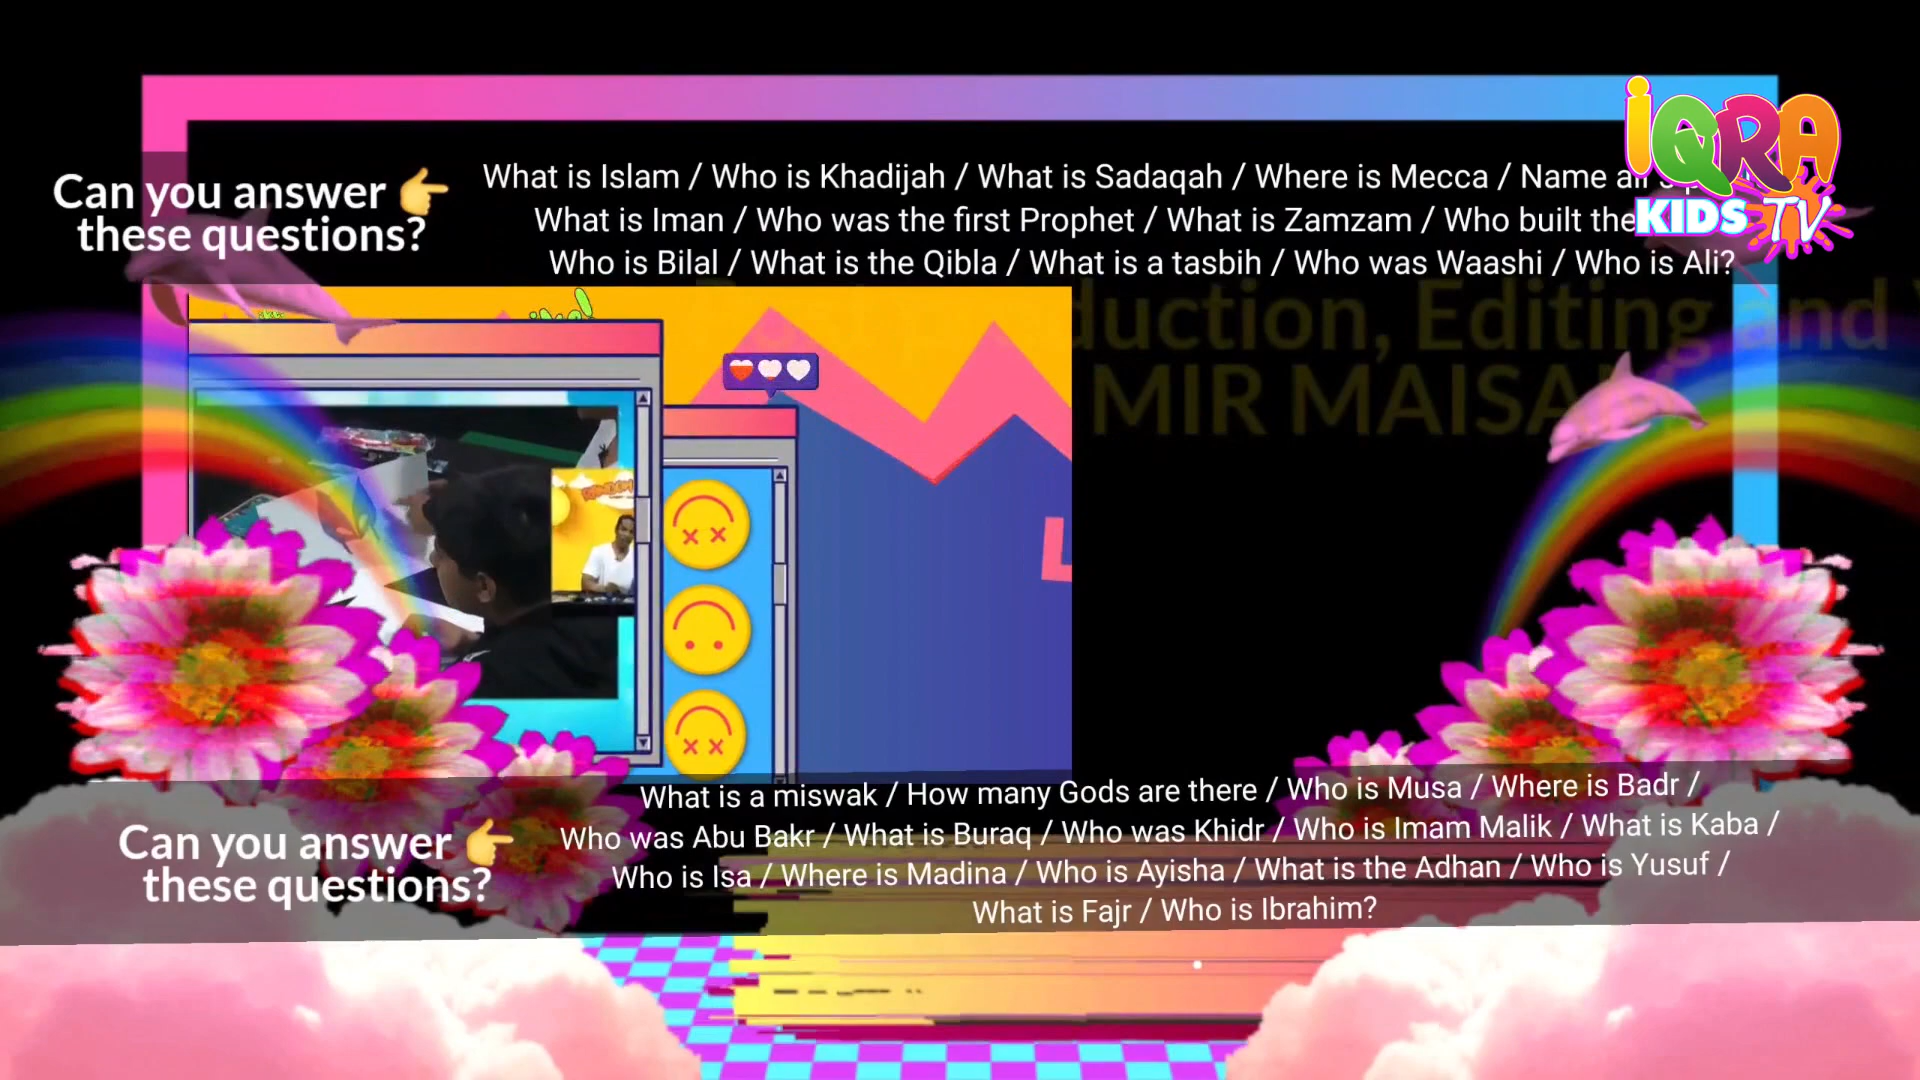 iQRA
KIDS TV
Can you answer 👉
these questions?
What is Islam / Who is Khadijah / What is Sadaqah / Where is Mecca / Name all
What is Iman / Who was the first Prophet / What is Zamzam / Who built the
Who is Bilal / What is the Qibla / What is a tasbih / Who was Waashi / Who is Ali?
duction, Editing and
MIR
Can you answer 👉
these questions?
What is a miswak / How many Gods are there / Who is Musa / Where is Badr /
Who was Abu Bakr / What is Buraq / Who was Khidr / Who is Imam Malik / What is Kaba /
Who is Isa / Where is Madina / Who is Ayisha / What is the Adhan / Who is Yusuf /
What is Fajr / Who is Ibrahim?